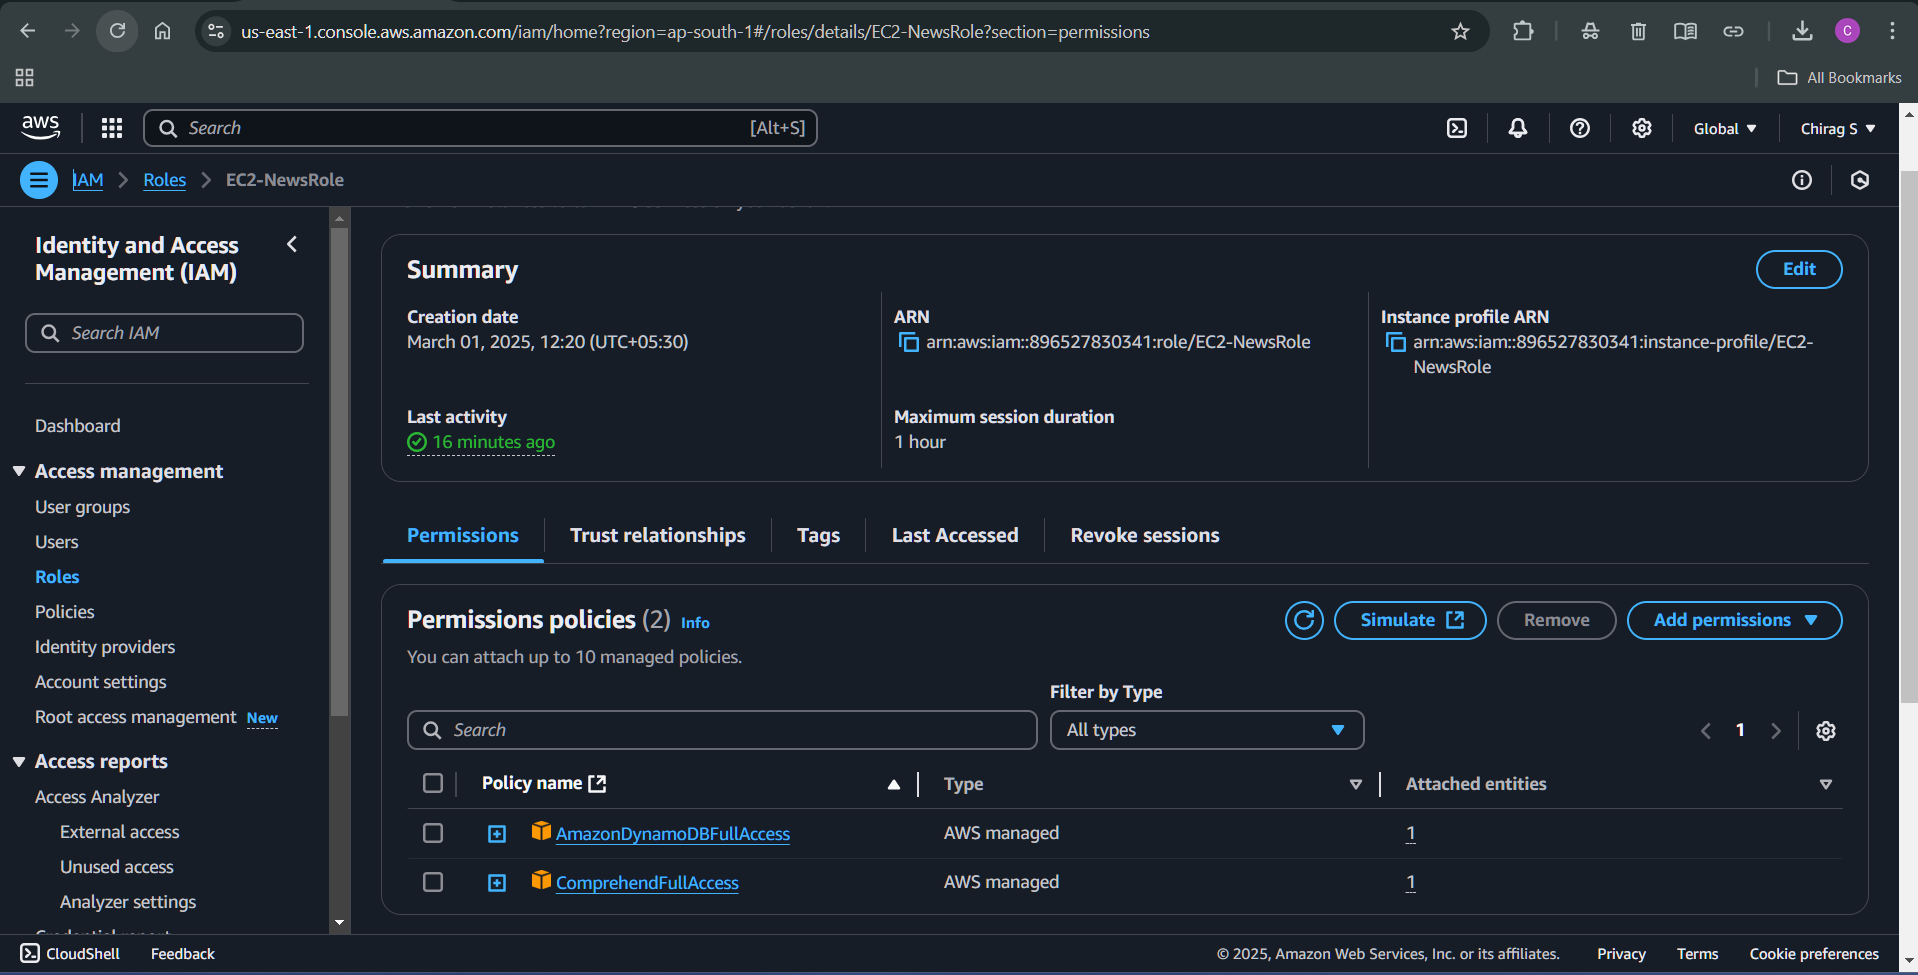 us-east-1.console.aws.amazon.com/iam/home?region=ap-south-1#/roles/details/EC2-NewsRole?section=permissions
C
All Bookmarks
aws
Search
[Alt+S]
Global
Chirag S
IAM
Roles
EC2-NewsRole
Identity and Access
Management (IAM)
Search IAM
Dashboard
Access management
User groups
Users
Roles
Policies
Identity providers
Account settings
Root access management New
Access reports
Access Analyzer
External access
Unused access
Analyzer settings
Summary
Edit
Creation date
March 01, 2025, 12:20 (UTC+05:30)
ARN
arn:aws:iam::896527830341:role/EC2-NewsRole
Instance profile ARN
arn:aws:iam::896527830341:instance-profile/EC2-
NewsRole
Last activity
16 minutes ago
Maximum session duration
1 hour
Permissions
Trust relationships
Tags
Last Accessed
Revoke sessions
Permissions policies (2) Info
Simulate
Remove
Add permissions
You can attach up to 10 managed policies.
Filter by Type
Search
All types
1
Policy name
Type
Attached entities
AmazonDynamoDBFullAccess
AWS managed
1
ComprehendFullAccess
AWS managed
1
CloudShell
Feedback
© 2025, Amazon Web Services, Inc. or its affiliates.
Privacy
Terms
Cookie preferences